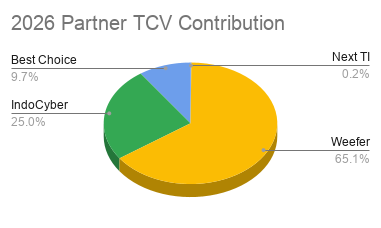 2026 Partner TCV Contribution
Best Choice
9.7%
Next TI
0.2%
IndoCyber
25.0%
Weefer
65.1%